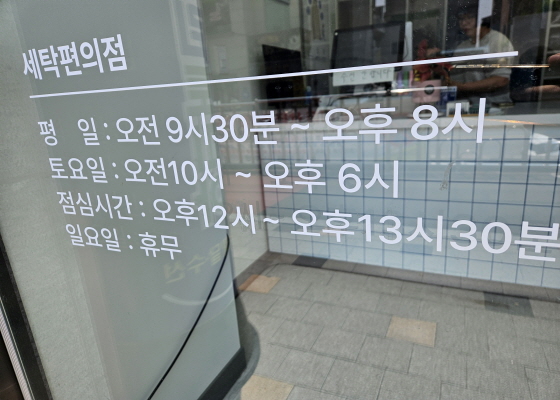 세탁편의점
평 일 : 오전 9시30분 ~ 오후 8시
토요일 : 오전10시 ~ 오후 6시
점심시간 : 오후12시 ~ 오후13시30분
일요일 : 휴무